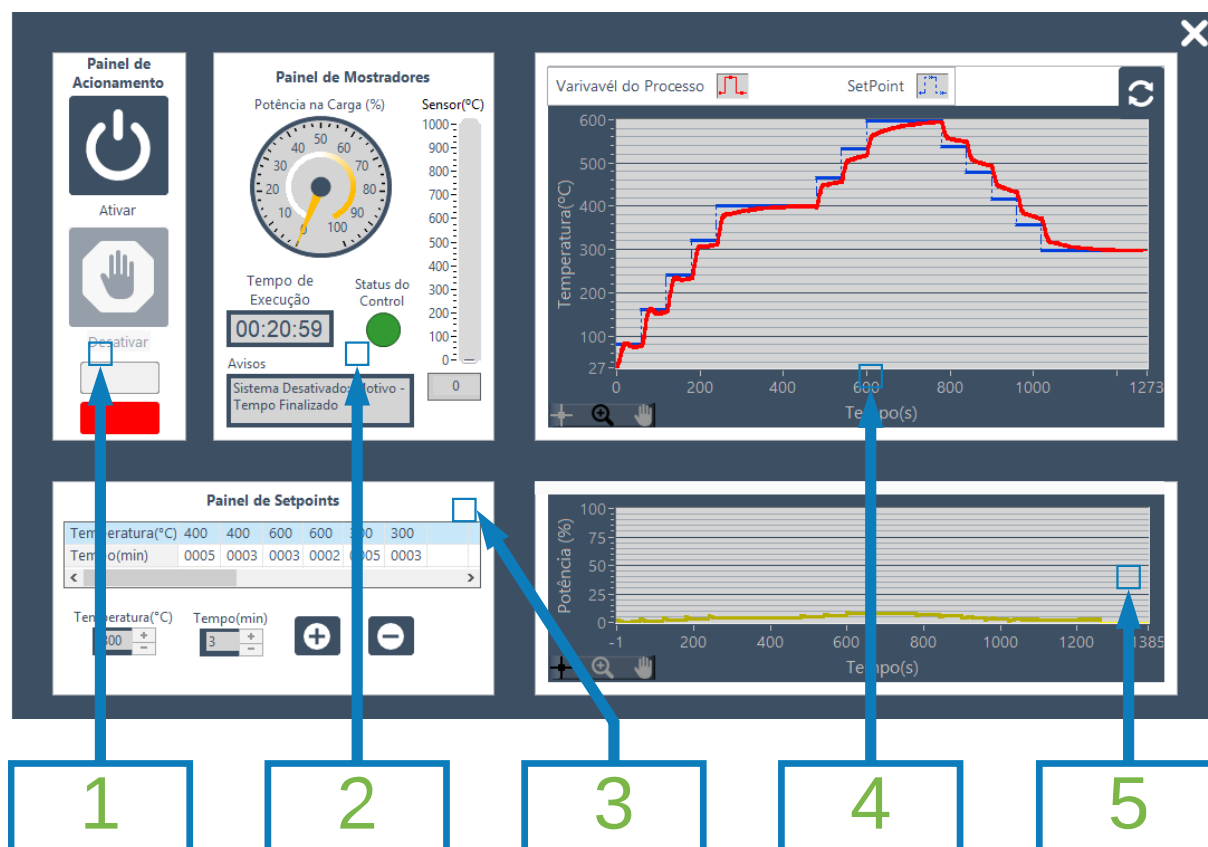 Painel de
Acionamento
Ativar
Desativar
Painel de Mostradores
Potência na Carga (%)
Sensor(ºC)
0
10
20
30
40
50
60
70
80
90
100
1000
900
800
700
600
500
400
300
200
100
0
0
Tempo de
Execução
00:20:59
Status do
Control
Avisos
Sistema Desativado: Motivo -
Tempo Finalizado
Varivavél do Processo
SetPoint
Temperatura(ºC)
600
500
400
300
200
100
27
0 200 400 600 800 1000 1273
Tempo(s)
Painel de Setpoints
Temperatura(°C) 400 400 600 600 300 300
Tempo(min) 0005 0003 0003 0002 0005 0003
Temperatura(°C)
300
Tempo(min)
3
Potência (%)
100
75
50
25
0
-1 200 400 600 800 1000 1200 1385
Tempo(s)
1 2 3 4 5